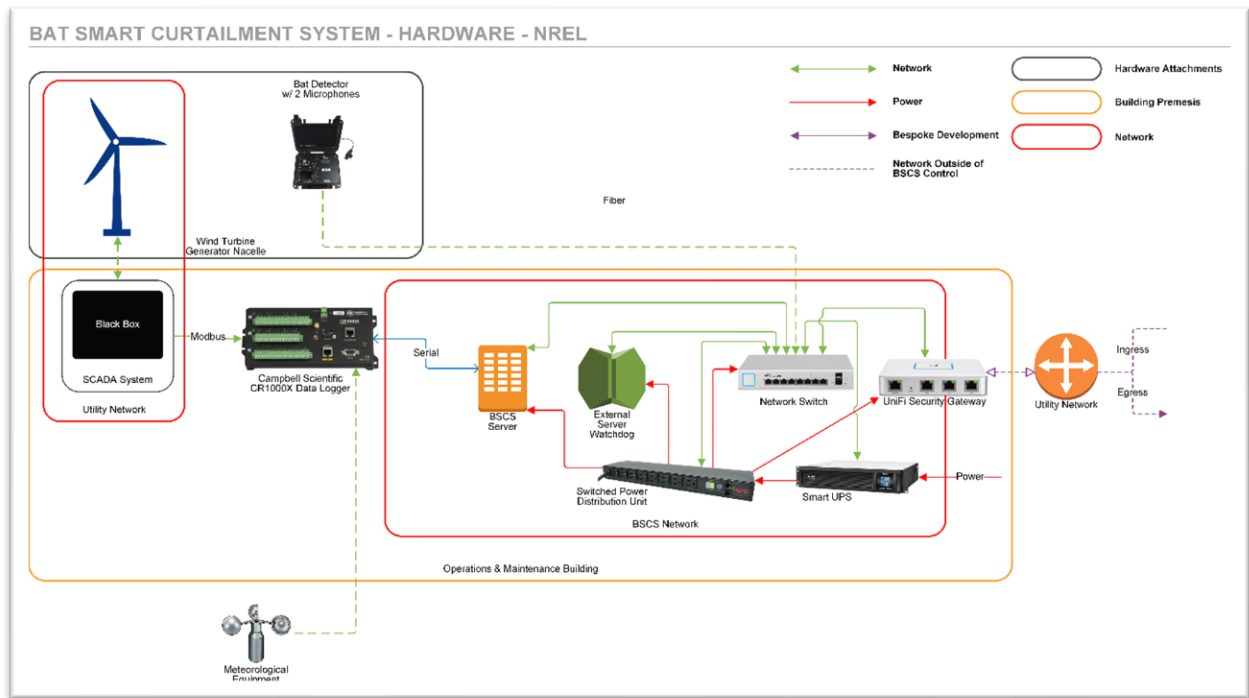 BAT SMART CURTAILMENT SYSTEM - HARDWARE - NREL
Bat Detector
w/ 2 Microphones
Network
Power
Bespoke Development
Network Outside of
BSCS Control
Hardware Attachments
Building Premesis
Network
Fiber
Wind Turbine
Generator Nacelle
Black Box
SCADA System
Utility Network
Modbus
Campbell Scientific
CR1000X Data Logger
Serial
BSCS
Server
External
Server
Watchdog
Network Switch
UniFi Security Gateway
Utility Network
Ingress
Egress
Switched Power
Distribution Unit
Smart UPS
Power
BSCS Network
Operations & Maintenance Building
Meteorological
Equipment